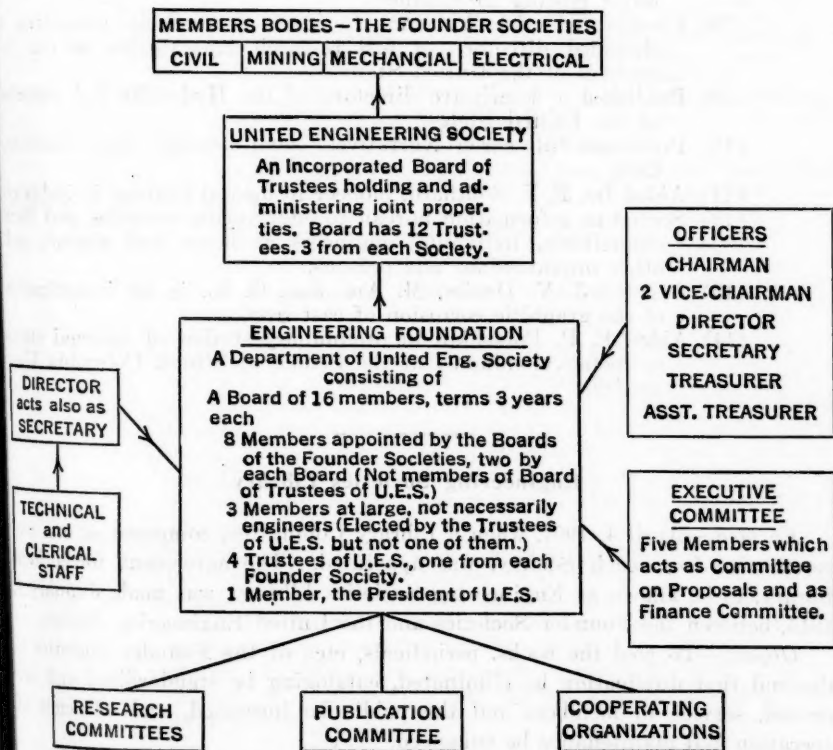 MEMBERS BODIES—THE FOUNDER SOCIETIES
CIVIL MINING MECHANCIAL ELECTRICAL
UNITED ENGINEERING SOCIETY
An Incorporated Board of
Trustees holding and ad-
ministering joint proper-
ties. Board has 12 Trust-
ees. 3 from each Society.
OFFICERS
CHAIRMAN
2 VICE-CHAIRMAN
DIRECTOR
SECRETARY
TREASURER
ASST. TREASURER
ENGINEERING FOUNDATION
A Department of United Eng. Society
consisting of
A Board of 16 members, terms 3 years
each
8 Members appointed by the Boards
of the Founder Societies, two by
each Board (Not members of Board
of Trustees of U.E.S.)
3 Members at large, not necessarily
engineers (Elected by the Trustees
of U.E.S. but not one of them.)
4 Trustees of U.E.S., one from each
Founder Society.
1 Member, the President of U.E.S.
DIRECTOR
acts also as
SECRETARY
TECHNICAL
and
CLERICAL
STAFF
EXECUTIVE
COMMITTEE
Five Members which
acts as Committee
on Proposals and as
Finance Committee.
RESEARCH
COMMITTEES
PUBLICATION
COMMITTEE
COOPERATING
ORGANIZATIONS